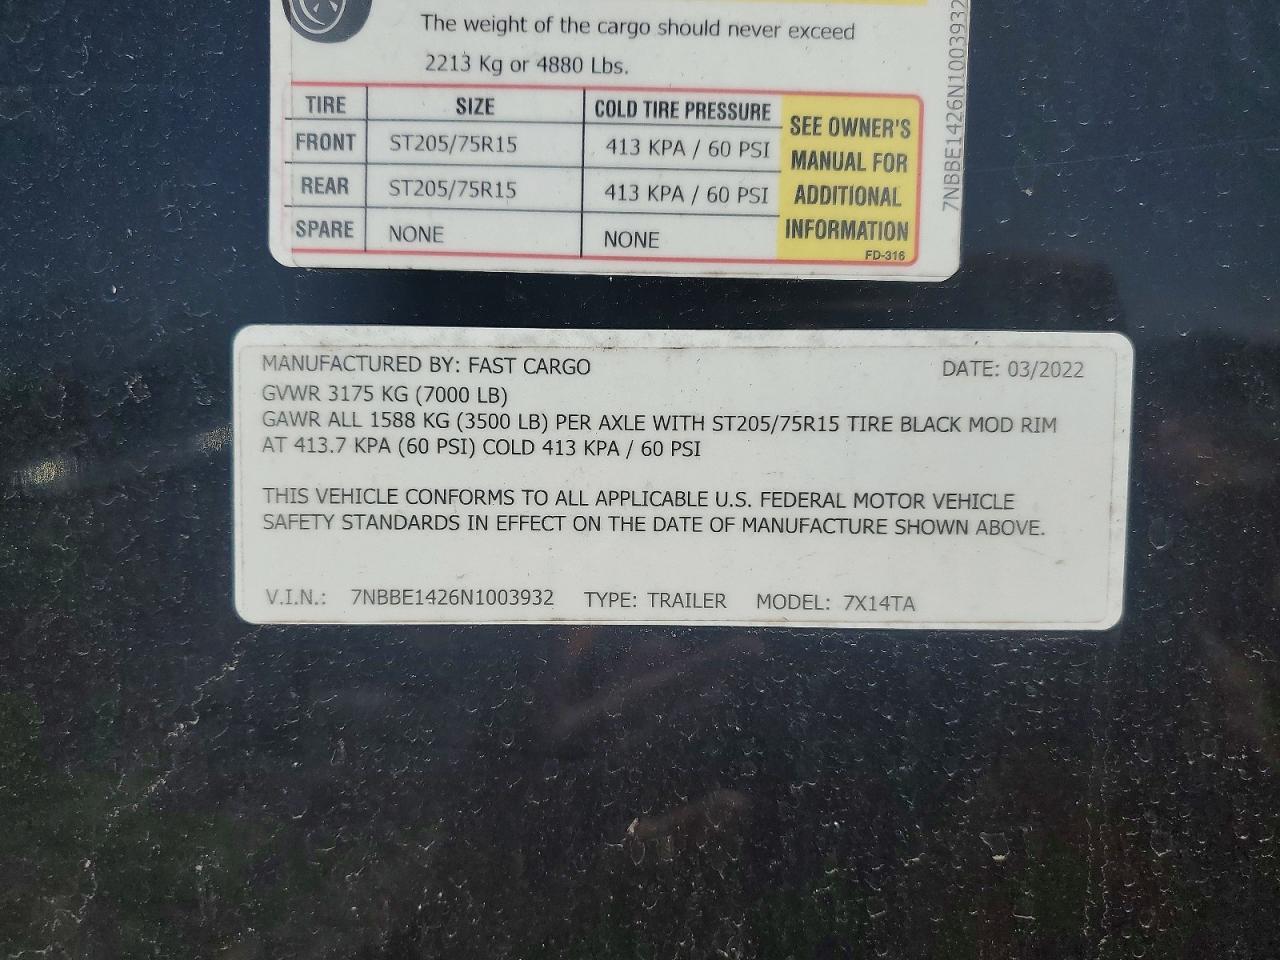 The weight of the cargo should never exceed
2213 Kg or 4880 Lbs.
TIRE SIZE COLD TIRE PRESSURE
FRONT ST205/75R15 413 KPA / 60 PSI
REAR ST205/75R15 413 KPA / 60 PSI
SPARE NONE NONE
SEE OWNER'S
MANUAL FOR
ADDITIONAL
INFORMATION
FD-316
7NBBE1426N1003932
MANUFACTURED BY: FAST CARGO DATE: 03/2022
GVWR 3175 KG (7000 LB)
GAWR ALL 1588 KG (3500 LB) PER AXLE WITH ST205/75R15 TIRE BLACK MOD RIM
AT 413.7 KPA (60 PSI) COLD 413 KPA / 60 PSI
THIS VEHICLE CONFORMS TO ALL APPLICABLE U.S. FEDERAL MOTOR VEHICLE
SAFETY STANDARDS IN EFFECT ON THE DATE OF MANUFACTURE SHOWN ABOVE.
V.I.N.: 7NBBE1426N1003932 TYPE: TRAILER MODEL: 7X14TA